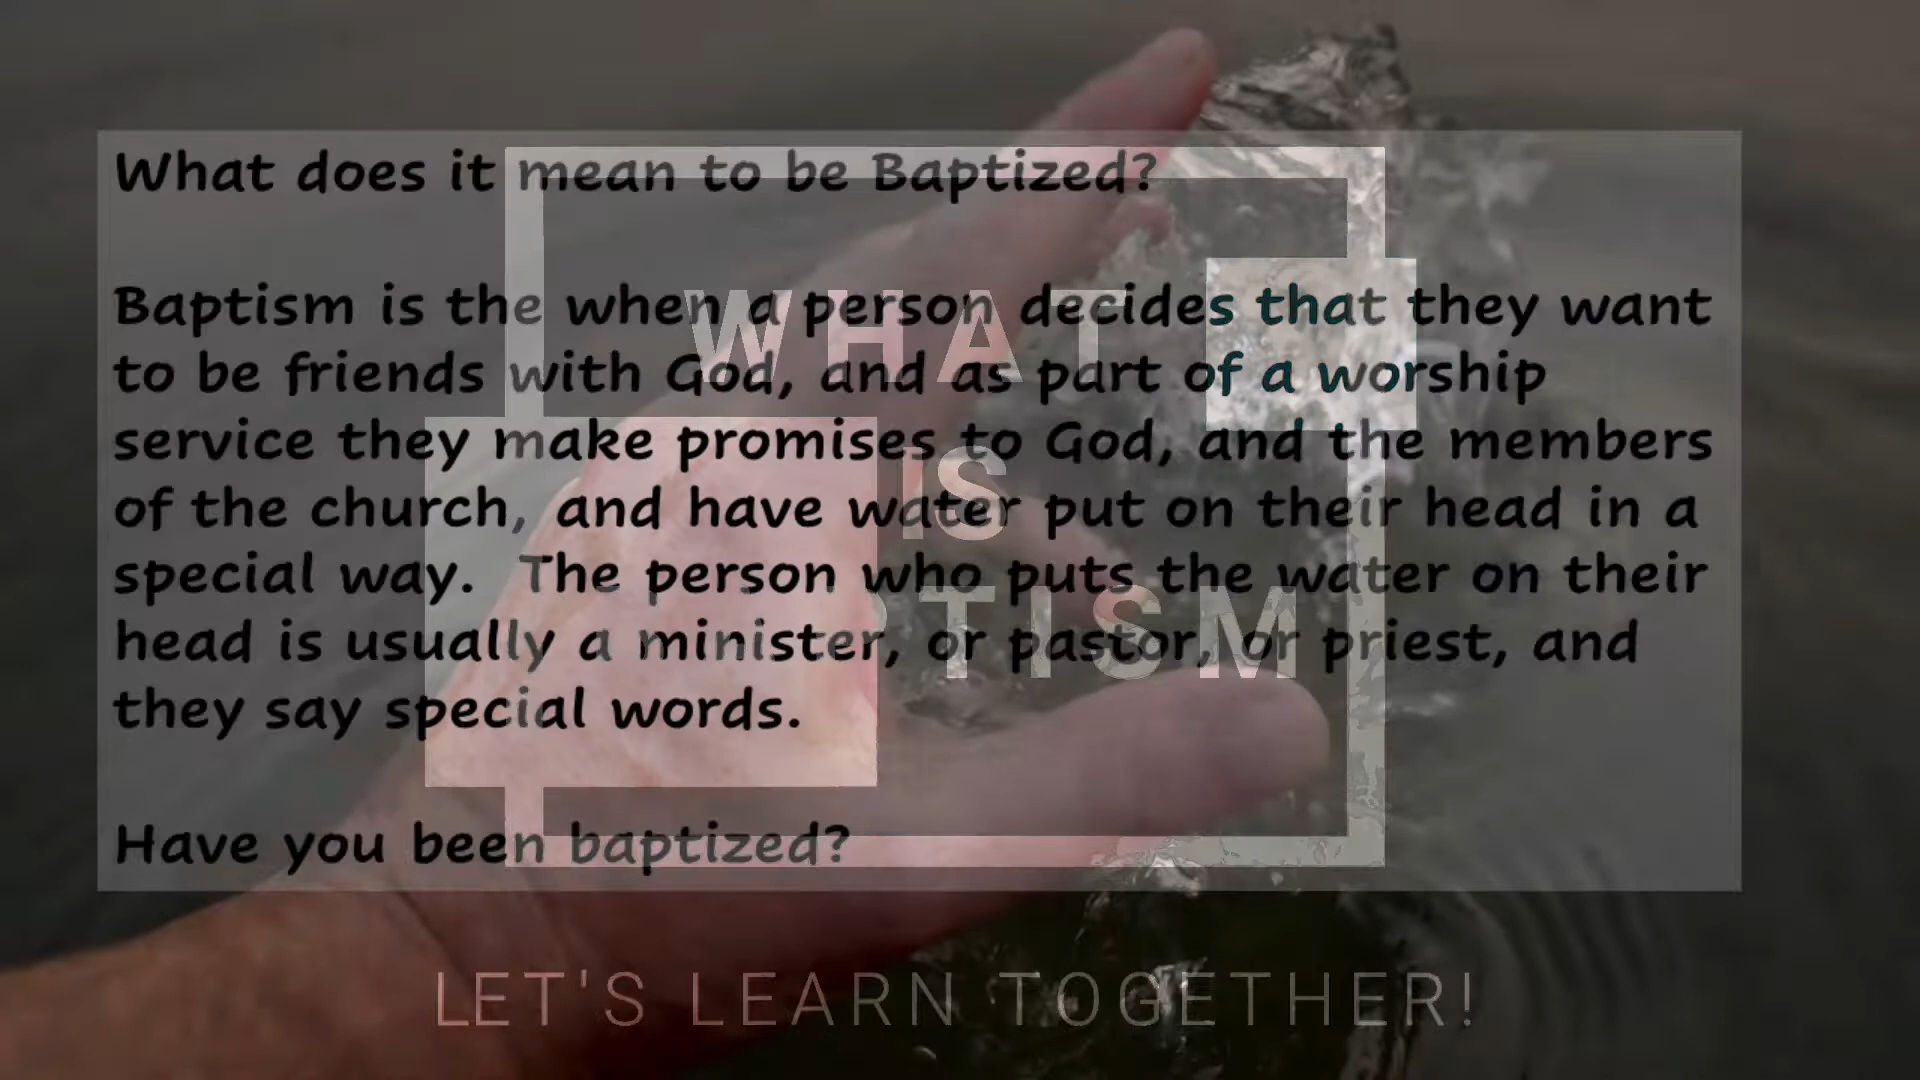 What does it mean to be Baptized?
Baptism is the when a person decides that they want
to be friends with God, and as part of a worship
service they make promises to God, and the members
of the church, and have water put on their head in a
special way. The person who puts the water on their
head is usually a minister, or pastor, or priest, and
they say special words.
Have you been baptized?
WHAT
IS
PTISM
LET'S LEARN TOGETHER!